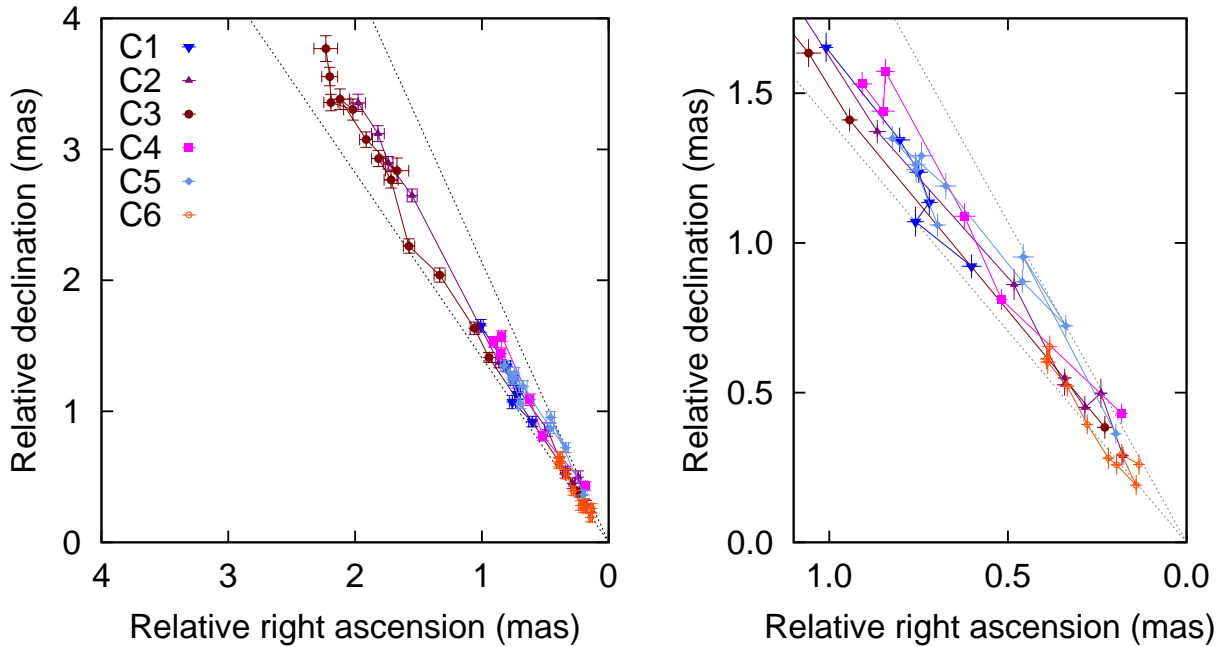 4
3
2
1
0
4
3
2
1
0
Relative declination (mas)
Relative right ascension (mas)
C1
C2
C3
C4
C5
C6
1.5
1.0
0.5
0.0
1.0
0.5
0.0
Relative declination (mas)
Relative right ascension (mas)